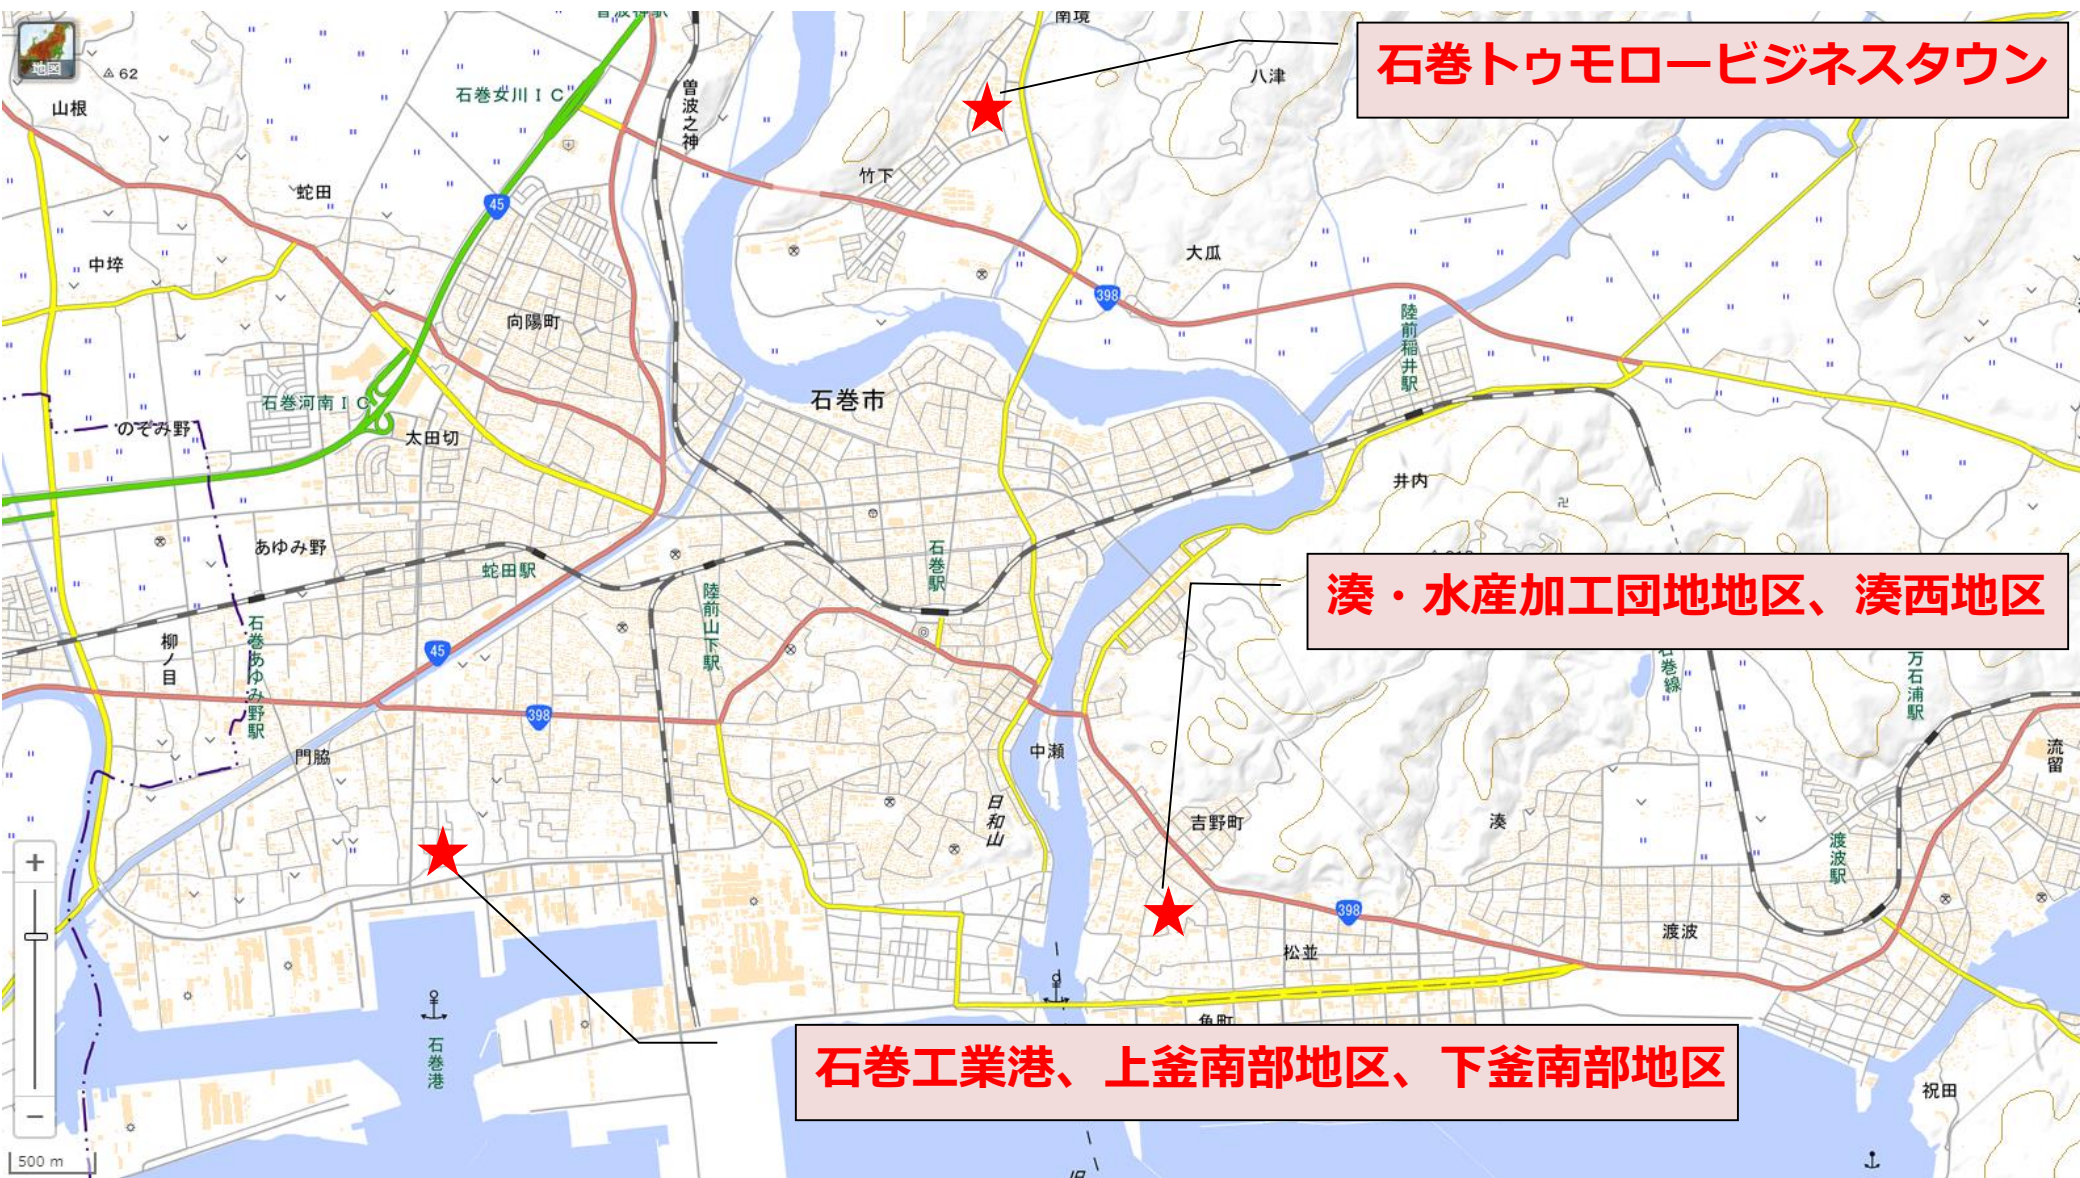 南境
地図
62
石巻トゥモロービジネスタウン
八津
石巻女川ＩＣ
山根
曽波之神
竹下
蛇田
45
大瓜
中埣
398
向陽町
陸前稲井駅
石巻市
石巻河南ＩＣ
のぞみ野
太田切
井内
あゆみ野
石巻駅
蛇田駅
湊・水産加工団地地区、湊西地区
陸前山下駅
柳ノ目
石巻あゆみ野駅
45
石巻線
万石浦駅
398
中瀬
流留
門脇
日和山
吉野町
湊
渡波駅
398
渡波
松並
魚町
石巻港
石巻工業港、上釜南部地区、下釜南部地区
祝田
500 m